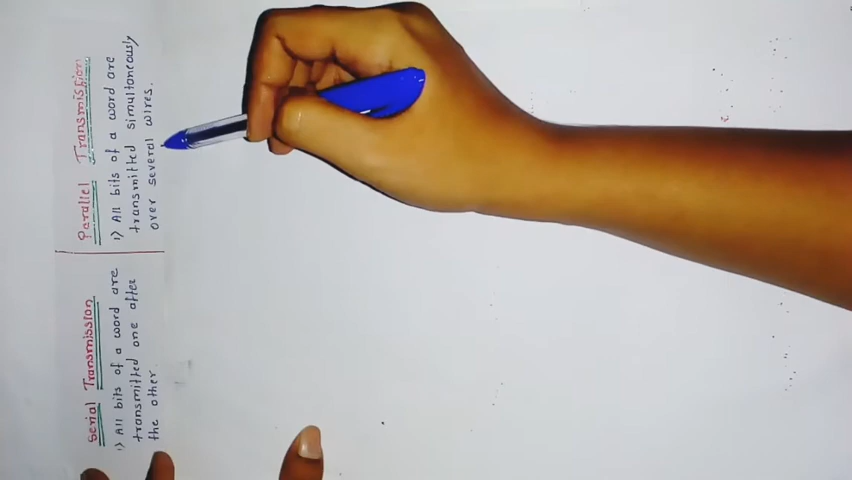 Serial Transmission
1) All bits of a word are
transmitted one after
the other.
Parallel Transmission
1) All bits of a word are
transmitted simultaneously
over several wires.